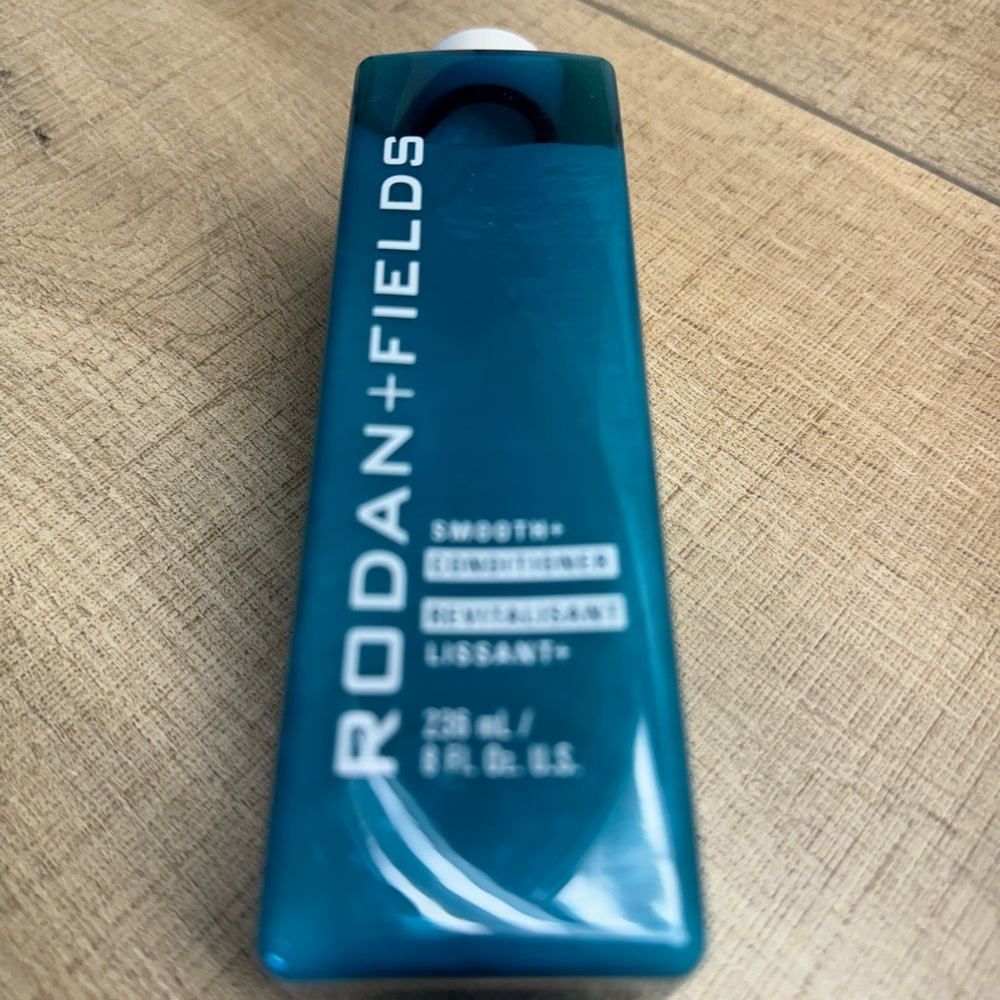 RODAN+FIELDS
SMOOTH+
CONDITIONER
REVITALISANT
LISSANT+
236 mL /
8 FL. Oz. U.S.